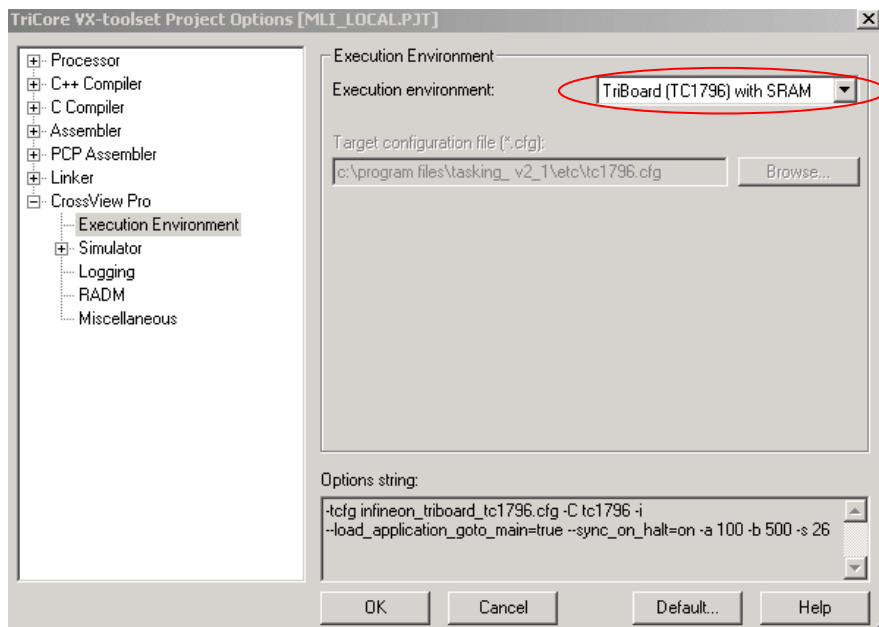 TriCore VX-toolset Project Options [MLI_LOCAL.PJT]
Processor
C++ Compiler
C Compiler
Assembler
PCP Assembler
Linker
CrossView Pro
Execution Environment
Simulator
Logging
RADM
Miscellaneous
Execution Environment
Execution environment:
TriBoard (TC1796) with SRAM
Target configuration file (*.cfg):
c:\program files\tasking_ v2_1\etc\tc1796.cfg
Browse...
Options string:
-tcfg infineon_triboard_tc1796.cfg -C tc1796 -i
--load_application_goto_main=true --sync_on_halt=on -a 100 -b 500 -s 26
OK
Cancel
Default...
Help